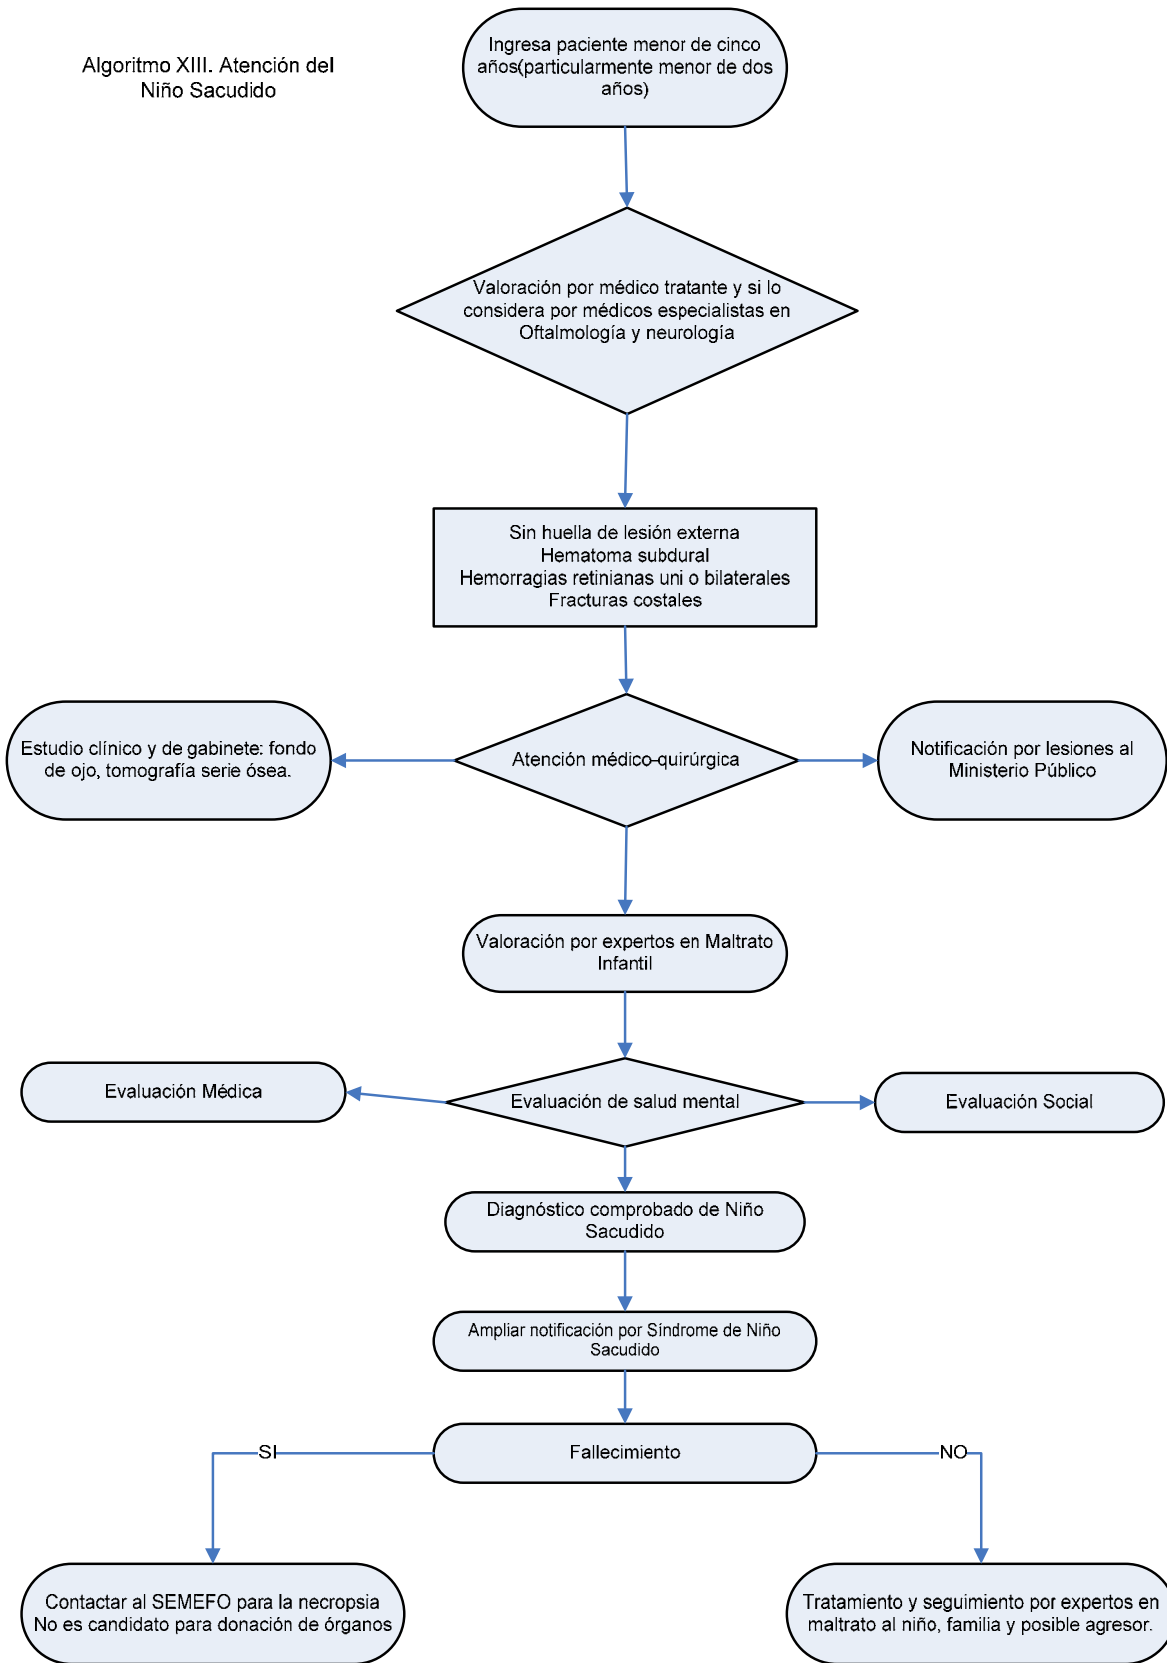 Algoritmo XIII. Atención del
Niño Sacudido
Ingresa paciente menor de cinco
años(particularmente menor de dos
años)
Valoración por médico tratante y si lo
considera por médicos especialistas en
Oftalmología y neurología
Sin huella de lesión externa
Hematoma subdural
Hemorragias retinianas uni o bilaterales
Fracturas costales
Estudio clínico y de gabinete: fondo
de ojo, tomografía serie ósea.
Atención médico-quirúrgica
Notificación por lesiones al
Ministerio Público
Valoración por expertos en Maltrato
Infantil
Evaluación Médica
Evaluación de salud mental
Evaluación Social
Diagnóstico comprobado de Niño
Sacudido
Ampliar notificación por Síndrome de Niño
Sacudido
SI
Fallecimiento
NO
Contactar al SEMEFO para la necropsia
No es candidato para donación de órganos
Tratamiento y seguimiento por expertos en
maltrato al niño, familia y posible agresor.